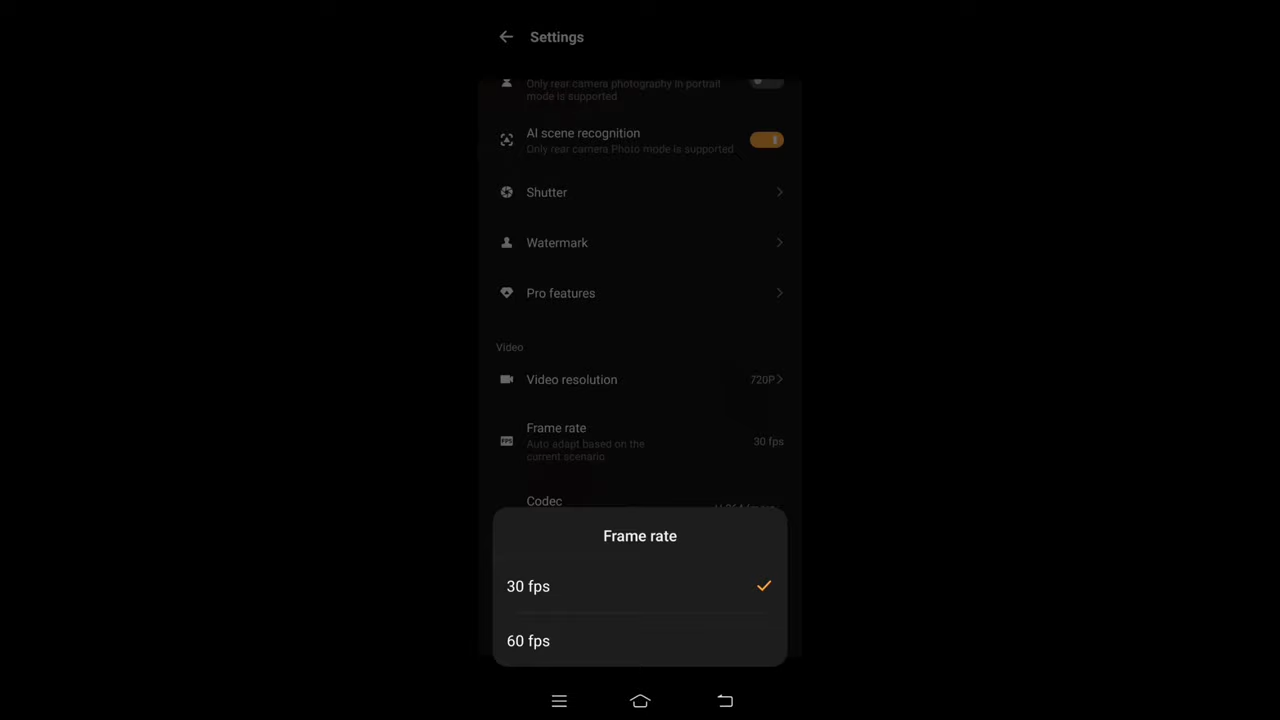 Settings
Only rear camera photography in portrait
mode is supported
AI scene recognition
Only rear camera Photo mode is supported
Shutter
Watermark
Pro features
Video
Video resolution
720P
Frame rate
Auto adapt based on the
current scenario
30 fps
FPS
Codec
Frame rate
30 fps
60 fps